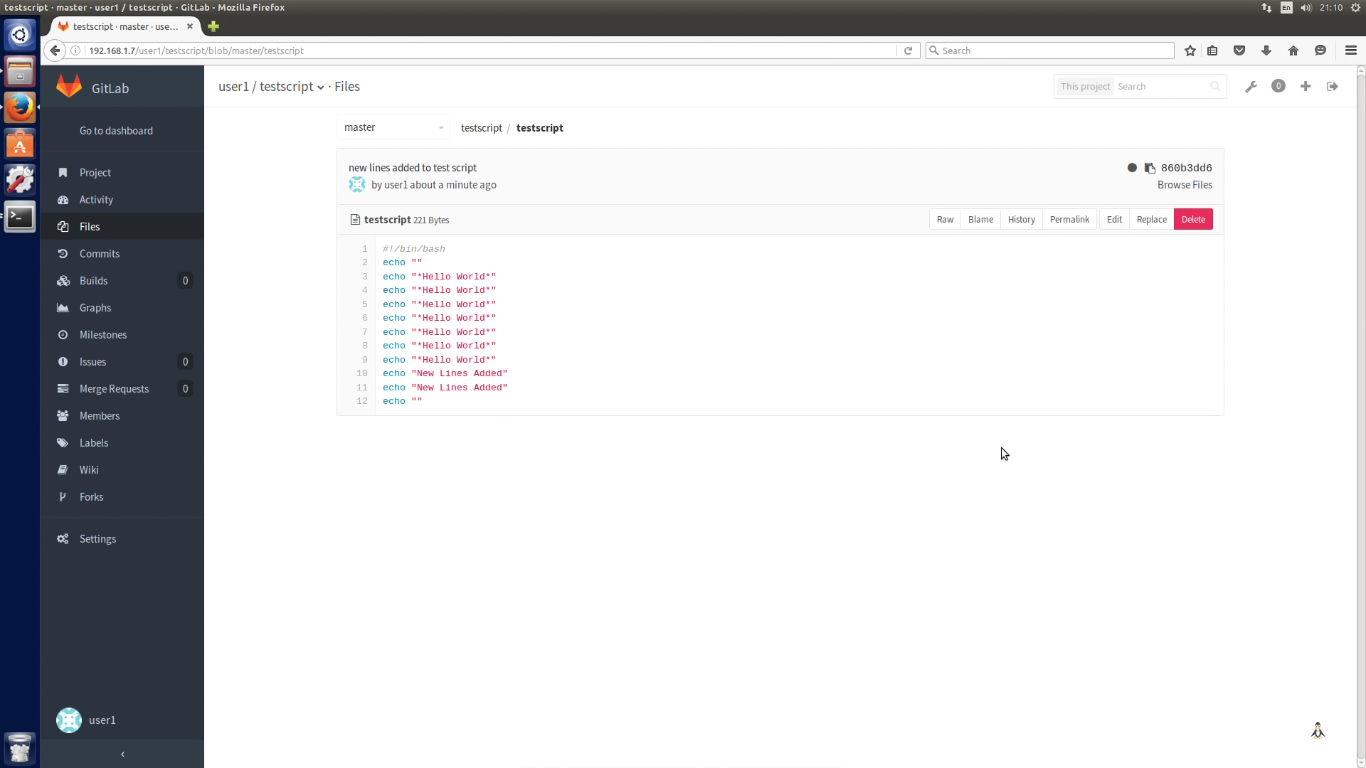 testscript · master · user1 / testscript · GitLab - Mozilla Firefox
En 21:10
testscript · master · use...
192.168.1.7/user1/testscript/blob/master/testscript
Search
GitLab
user1 / testscript · Files
This project Search
0
Go to dashboard
master
testscript / testscript
Project
new lines added to test script
860b3dd6
by user1 about a minute ago
Browse Files
Activity
testscript 221 Bytes
Raw Blame History Permalink Edit Replace Delete
Files
1 #!/bin/bash
Commits
2 echo ""
3 echo "*Hello World*"
Builds 0
4 echo "*Hello World*"
5 echo "*Hello World*"
Graphs
6 echo "*Hello World*"
7 echo "*Hello World*"
Milestones
8 echo "*Hello World*"
9 echo "*Hello World*"
Issues 0
10 echo "New Lines Added"
11 echo "New Lines Added"
Merge Requests 0
12 echo ""
Members
Labels
Wiki
Forks
Settings
user1